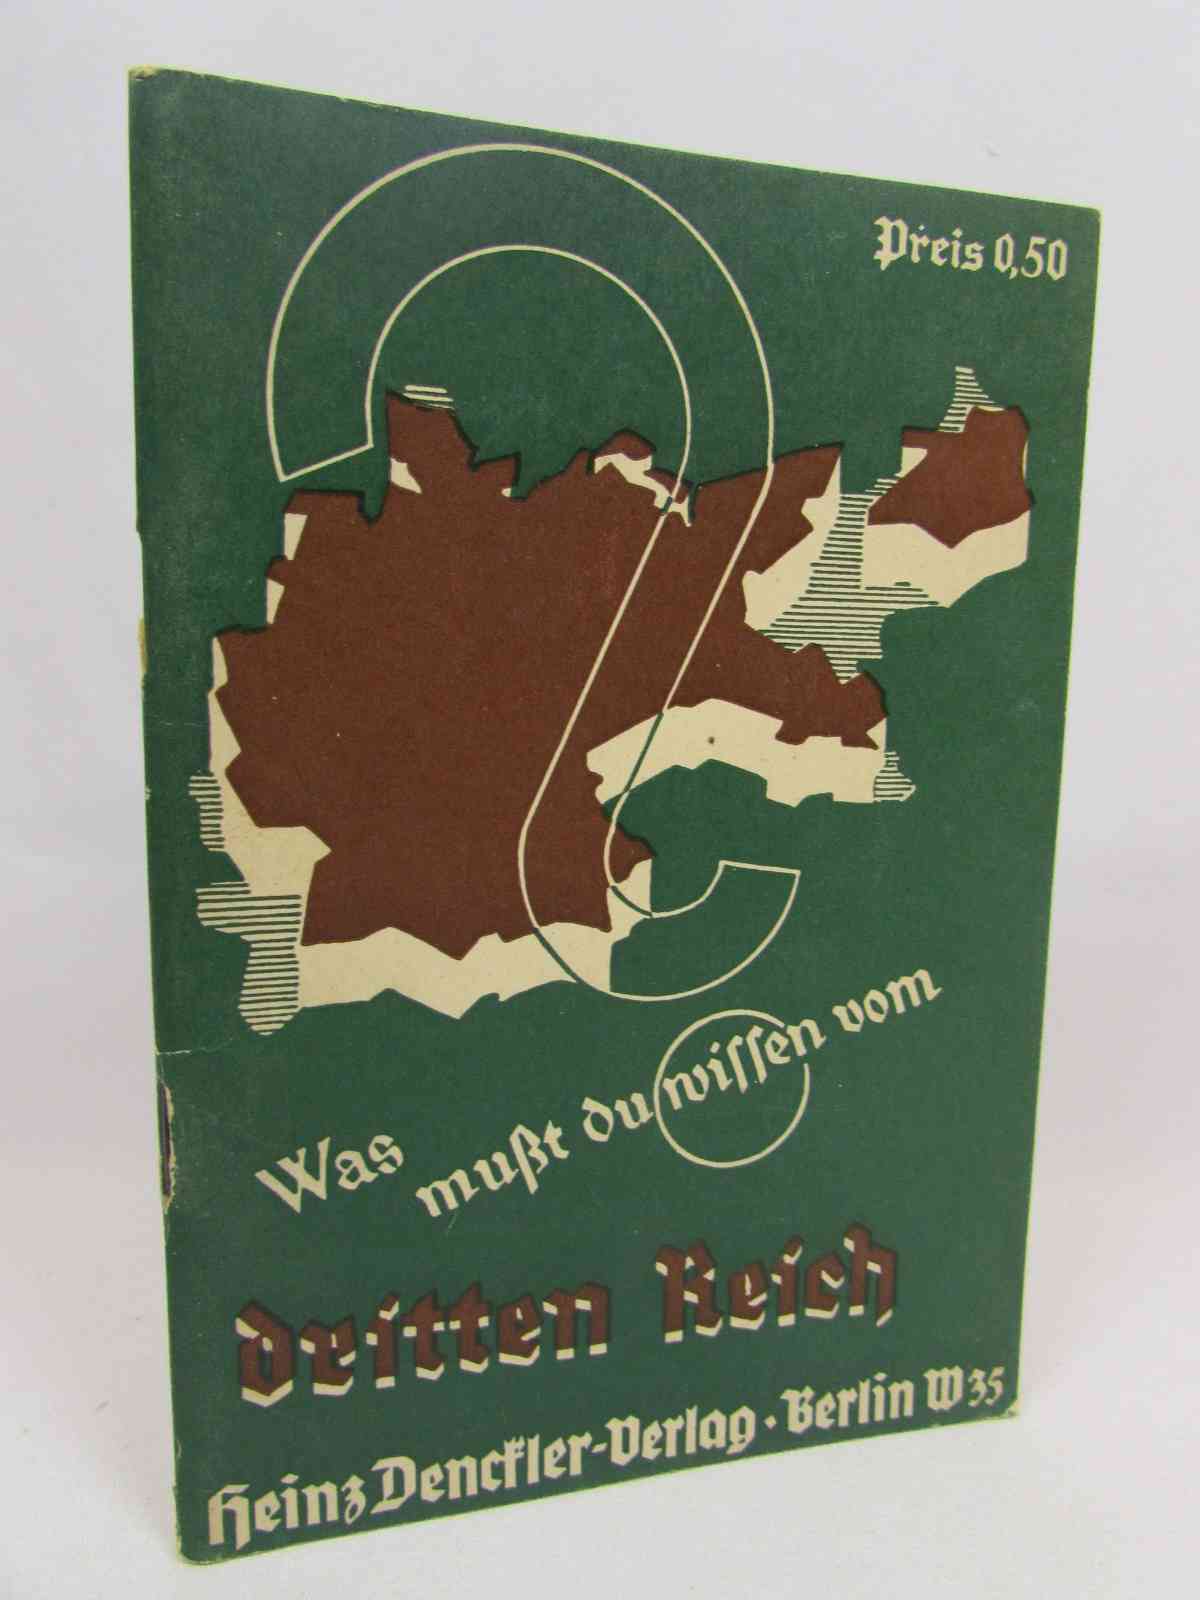 Preis 0,50
Was mußt du wissen vom
dritten Reich
Heinz Denckler-Verlag · Berlin W 35